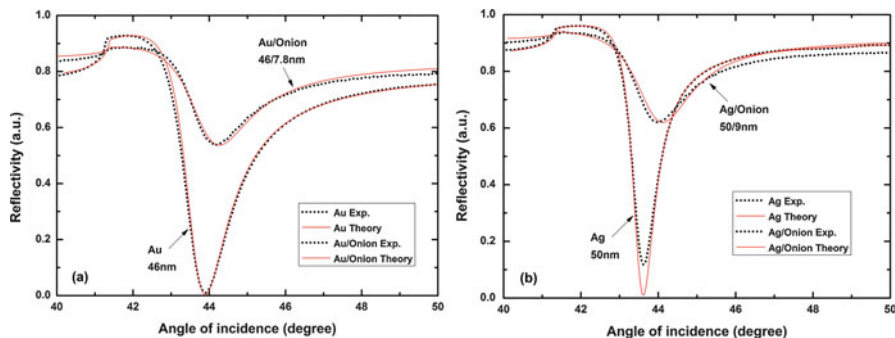 Reflectivity (a.u.)
1.0
0.8
0.6
0.4
0.2
0.0
Au/Onion
46/7.8nm
Au
46nm
(a)
Au Exp.
Au Theory
Au/Onion Exp.
Au/Onion Theory
40 42 44 46 48 50
Angle of incidence (degree)
Reflectivity (a.u.)
1.0
0.8
0.6
0.4
0.2
0.0
Ag/Onion
50/9nm
Ag
50nm
(b)
Ag Exp.
Ag Theory
Ag/Onion Exp.
Ag/Onion Theory
40 42 44 46 48 50
Angle of incidence (degree)